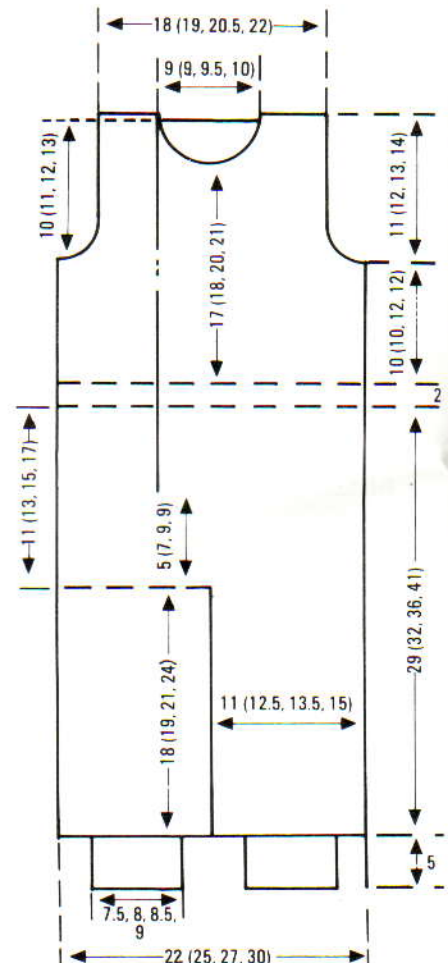 18 (19, 20.5, 22)
9 (9, 9.5, 10)
10 (11, 12, 13)
11 (12, 13, 14)
17 (18, 20, 21)
10 (10, 12, 12)
2
11 (13, 15, 17)
5 (7, 9, 9)
29 (32, 36, 41)
18 (19, 21, 24)
11 (12.5, 13.5, 15)
5
7.5, 8, 8.5,
9
22 (25, 27, 30)